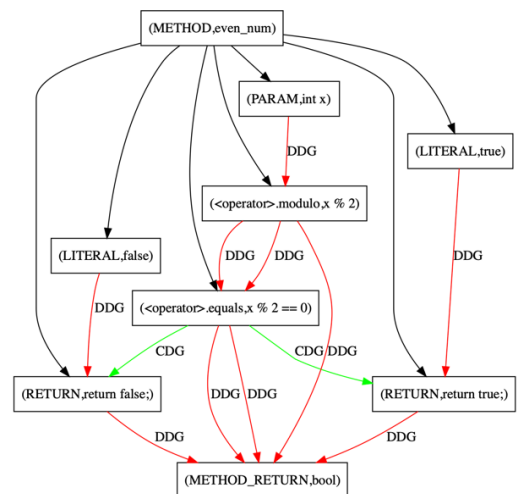 (METHOD,even_num)
(PARAM,int x)
(LITERAL,true)
DDG
(<operator>.modulo,x % 2)
DDG
(LITERAL,false)
DDG
DDG
DDG
(<operator>.equals,x % 2 == 0)
CDG
CDG
DDG
(RETURN,return false;)
DDG
DDG
(RETURN,return true;)
DDG
DDG
(METHOD_RETURN,bool)